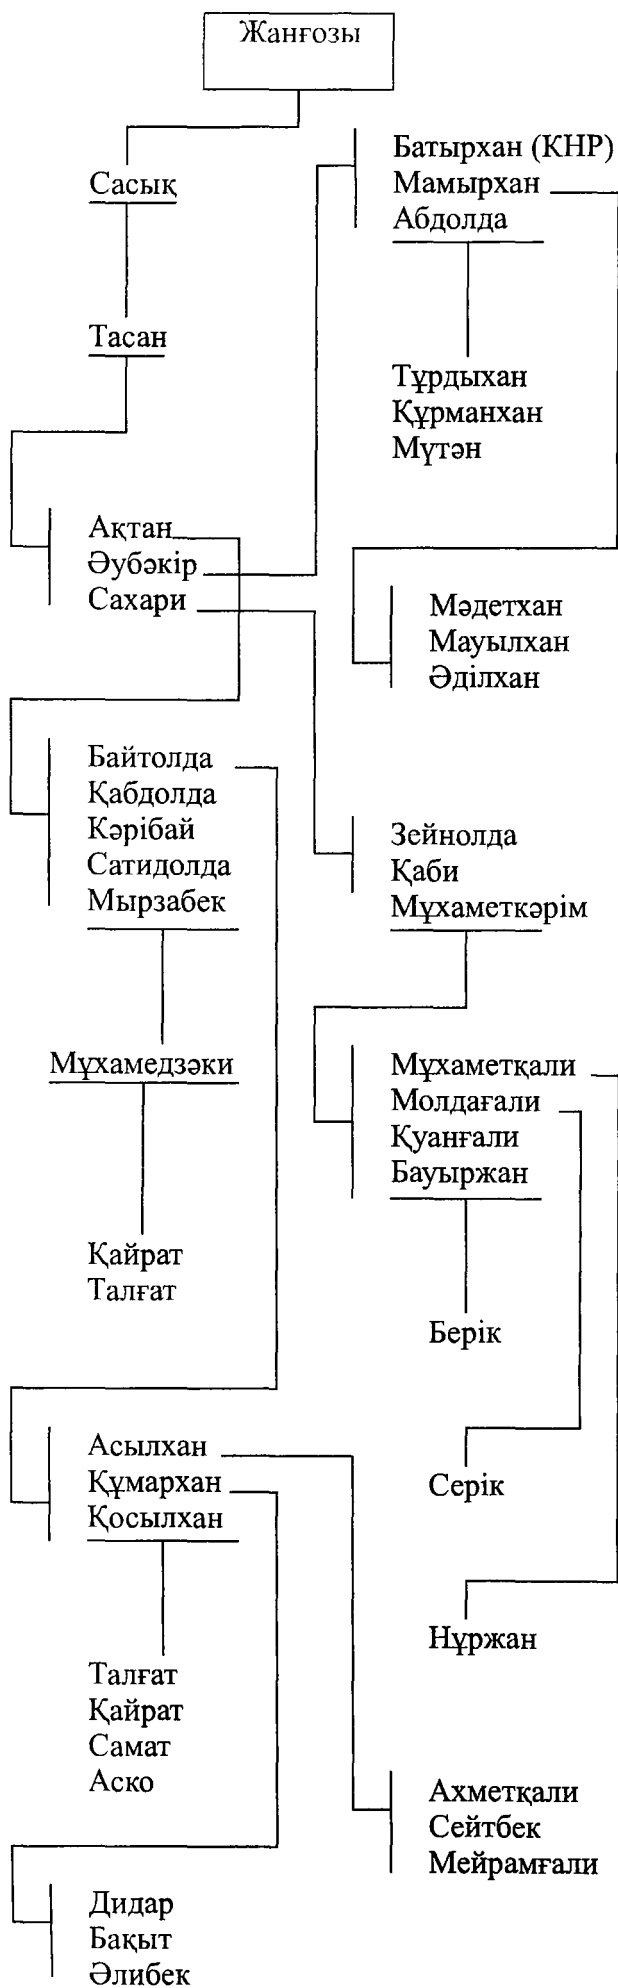 Жанғозы
Сасық
Тасан
Ақтан
Әубәкір
Сахари
Байтолда
Қабдолда
Кәрібай
Сатидолда
Мырзабек
Мұхамедзәки
Қайрат
Талғат
Асылхан
Құмархан
Қосылхан
Талғат
Қайрат
Самат
Аско
Дидар
Бақыт
Әлибек
Батырхан (КНР)
Мамырхан
Абдолда
Тұрдыхан
Құрманхан
Мүтән
Мәдетхан
Мауылхан
Әділхан
Зейнолда
Қаби
Мұхаметкәрім
Мұхаметқали
Молдағали
Қуанғали
Бауыржан
Берік
Серік
Нұржан
Ахметқали
Сейтбек
Мейрамғали